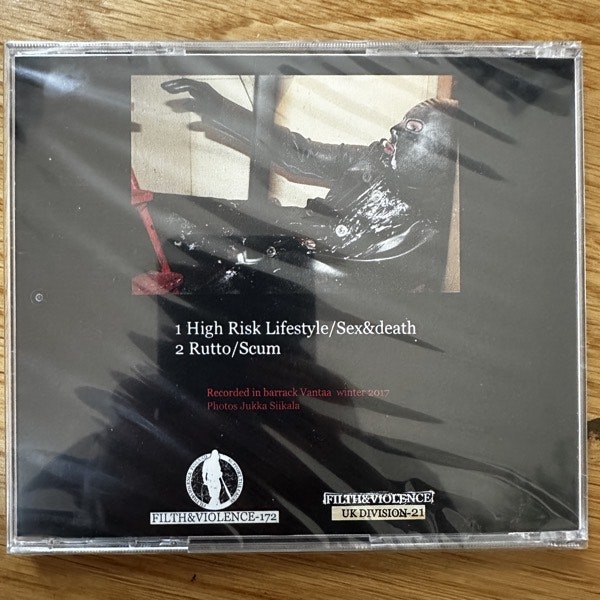 1 High Risk Lifestyle/Sex&death
2 Rutto/Scum
Recorded in barrack Vantaa winter 2017
Photos Jukka Siikala
FILTH&VIOLENCE-172
FILTH&VIOLENCE
UK DIVISION-21